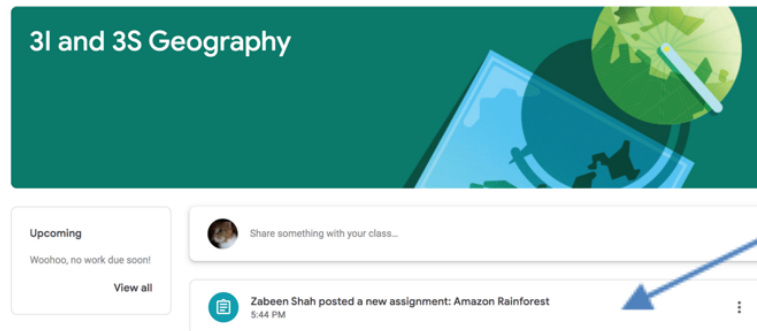 3I and 3S Geography
Upcoming
Woohoo, no work due soon!
View all
Share something with your class...
Zabeen Shah posted a new assignment: Amazon Rainforest
5:44 PM